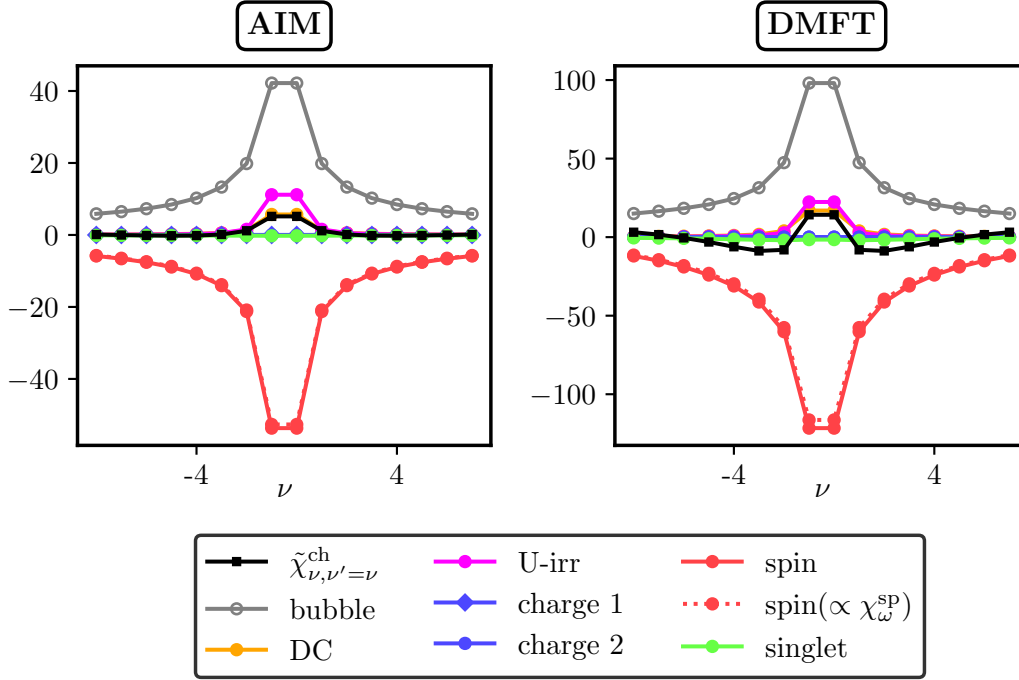 AIM
DMFT
40
20
0
−20
−40
-4
4
ν
100
50
0
−50
−100
-4
4
ν
χ̃^ch_ν,ν′=ν
bubble
DC
U-irr
charge 1
charge 2
spin
spin(∝ χ^sp_ω)
singlet